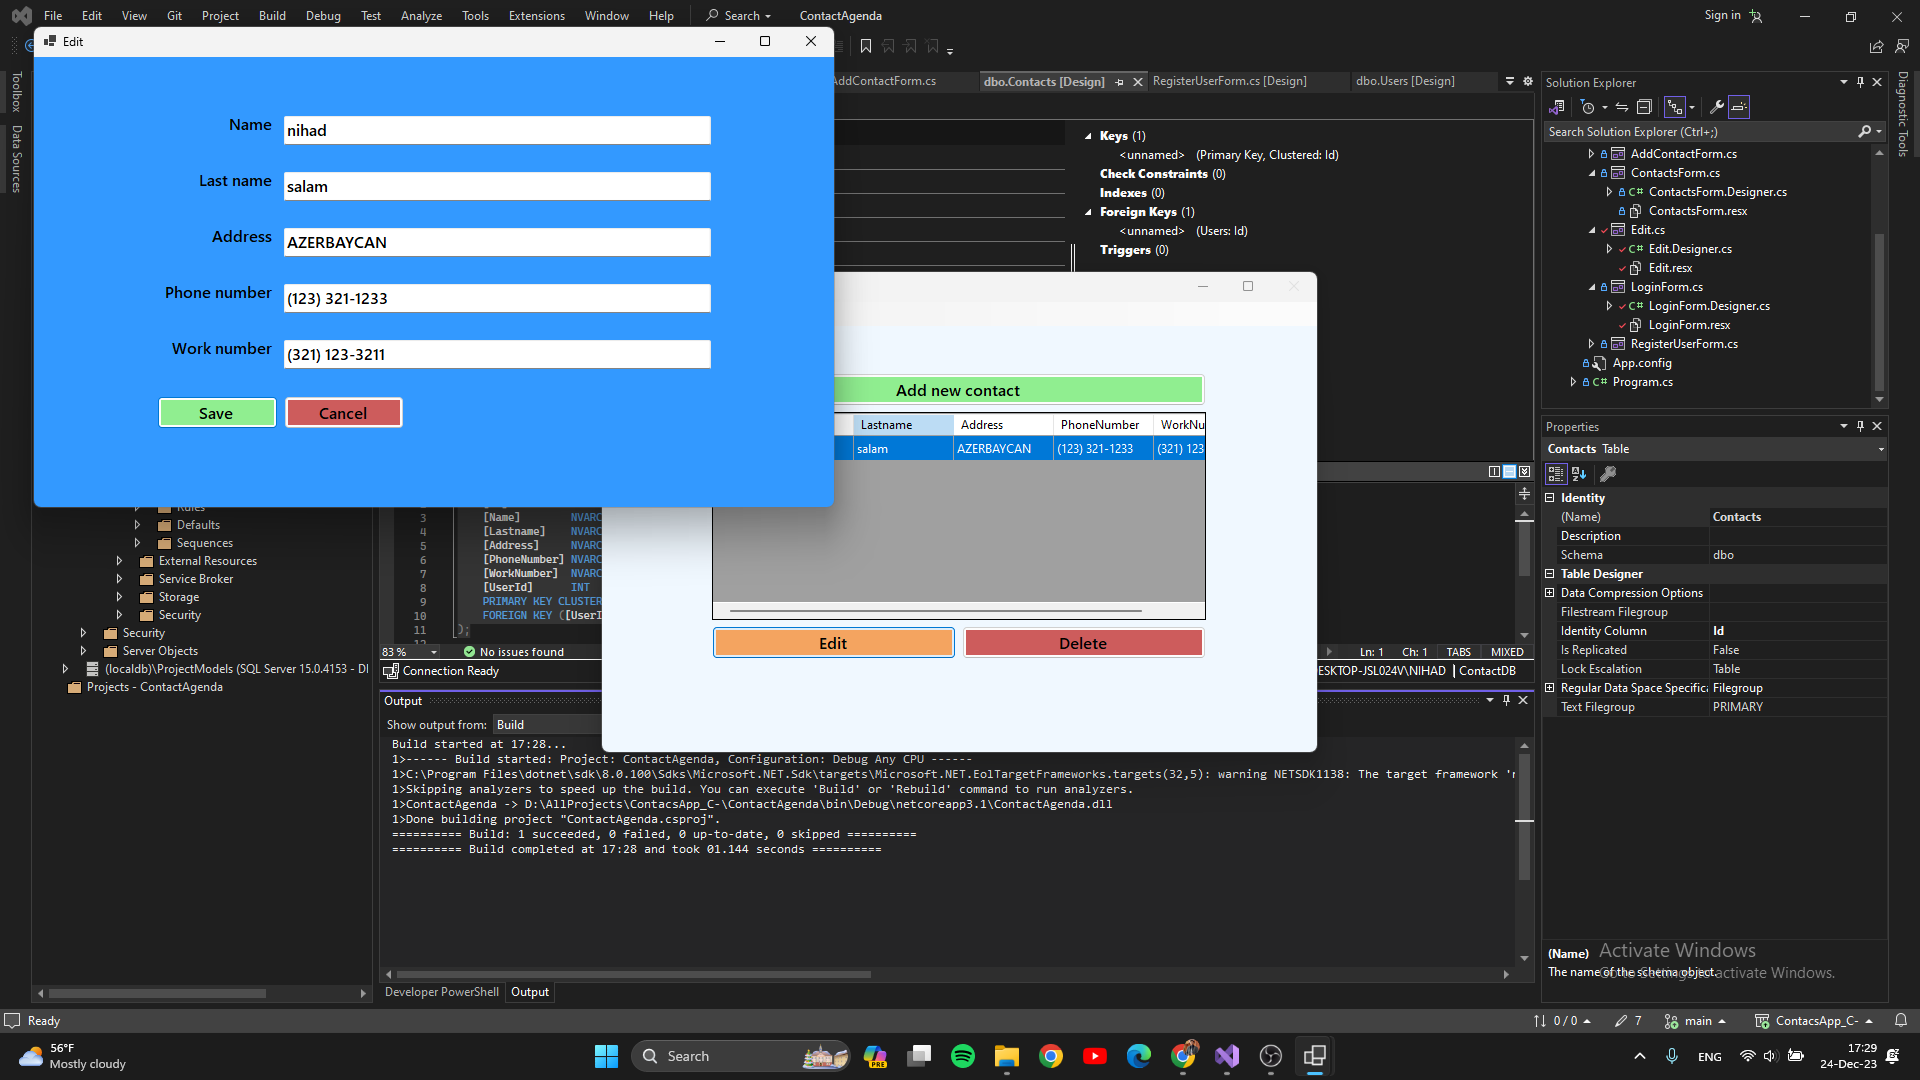 File Edit View Git Project Build Debug Test Analyze Tools Extensions Window Help Search ContactAgenda Sign in
Edit
Name nihad
Last name salam
Address AZERBAYCAN
Phone number (123) 321-1233
Work number (321) 123-3211
Save Cancel
Toolbox
Data Sources
AddContactForm.cs dbo.Contacts [Design] RegisterUserForm.cs [Design] dbo.Users [Design]
Keys (1)
<unnamed> (Primary Key, Clustered: Id)
Check Constraints (0)
Indexes (0)
Foreign Keys (1)
<unnamed> (Users: Id)
Triggers (0)
Add new contact
Lastname Address PhoneNumber WorkNu
salam AZERBAYCAN (123) 321-1233 (321) 123
Edit Delete
Rules
Defaults
Sequences
External Resources
Service Broker
Storage
Security
Security
Server Objects
(localdb)\ProjectModels (SQL Server 15.0.4153 - DI
Projects - ContactAgenda
3 [Name] NVARC
4 [Lastname] NVARC
5 [Address] NVARC
6 [PhoneNumber] NVARC
7 [WorkNumber] NVARC
8 [UserId] INT
9 PRIMARY KEY CLUSTER
10 FOREIGN KEY ([UserI
11 );
83 % No issues found Ln: 1 Ch: 1 TABS MIXED
Connection Ready ESKTOP-JSL024V\NIHAD | ContactDB
Output
Show output from: Build
Build started at 17:28...
1>------ Build started: Project: ContactAgenda, Configuration: Debug Any CPU ------
1>C:\Program Files\dotnet\sdk\8.0.100\Sdks\Microsoft.NET.Sdk\targets\Microsoft.NET.EolTargetFrameworks.targets(32,5): warning NETSDK1138: The target framework
1>Skipping analyzers to speed up the build. You can execute 'Build' or 'Rebuild' command to run analyzers.
1>ContactAgenda -> D:\AllProjects\ContacsApp_C-\ContactAgenda\bin\Debug\netcoreapp3.1\ContactAgenda.dll
1>Done building project "ContactAgenda.csproj".
========== Build: 1 succeeded, 0 failed, 0 up-to-date, 0 skipped ==========
========== Build completed at 17:28 and took 01.144 seconds ==========
Developer PowerShell Output
Solution Explorer
Search Solution Explorer (Ctrl+;)
AddContactForm.cs
ContactsForm.cs
C# ContactsForm.Designer.cs
ContactsForm.resx
Edit.cs
C# Edit.Designer.cs
Edit.resx
LoginForm.cs
C# LoginForm.Designer.cs
LoginForm.resx
RegisterUserForm.cs
App.config
C# Program.cs
Diagnostic Tools
Properties
Contacts Table
Identity
(Name) Contacts
Description
Schema dbo
Table Designer
Data Compression Options
Filestream Filegroup
Identity Column Id
Is Replicated False
Lock Escalation Table
Regular Data Space Specifica Filegroup
Text Filegroup PRIMARY
(Name)
The name of the schema object.
Activate Windows
Go to Settings to activate Windows.
Ready 0 / 0 7 main ContacsApp_C-
56°F
Mostly cloudy
Search
PRE
ENG
17:29
24-Dec-23